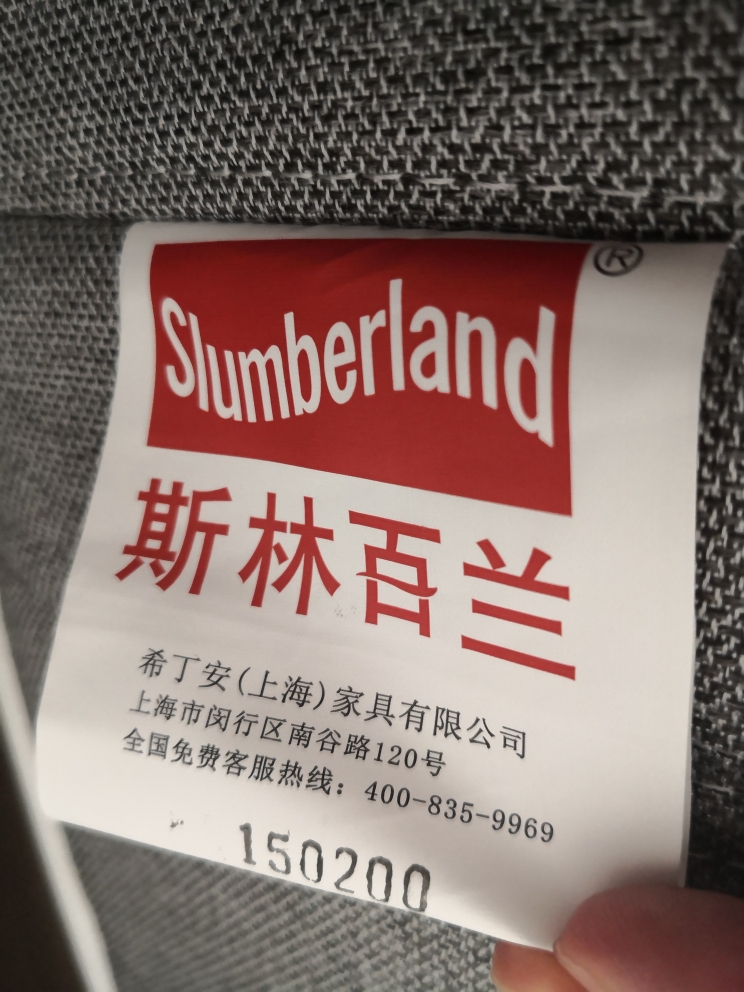 Slumberland®
斯林百兰
希丁安(上海)家具有限公司
上海市闵行区南谷路120号
全国免费客服热线：400-835-9969
150200